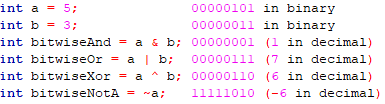 int a = 5;             00000101 in binary
int b = 3;             00000011 in binary
int bitwiseAnd = a & b; 00000001 (1 in decimal)
int bitwiseOr = a | b;  00000111 (7 in decimal)
int bitwiseXor = a ^ b; 00000110 (6 in decimal)
int bitwiseNotA = ~a;   11111010 (-6 in decimal)